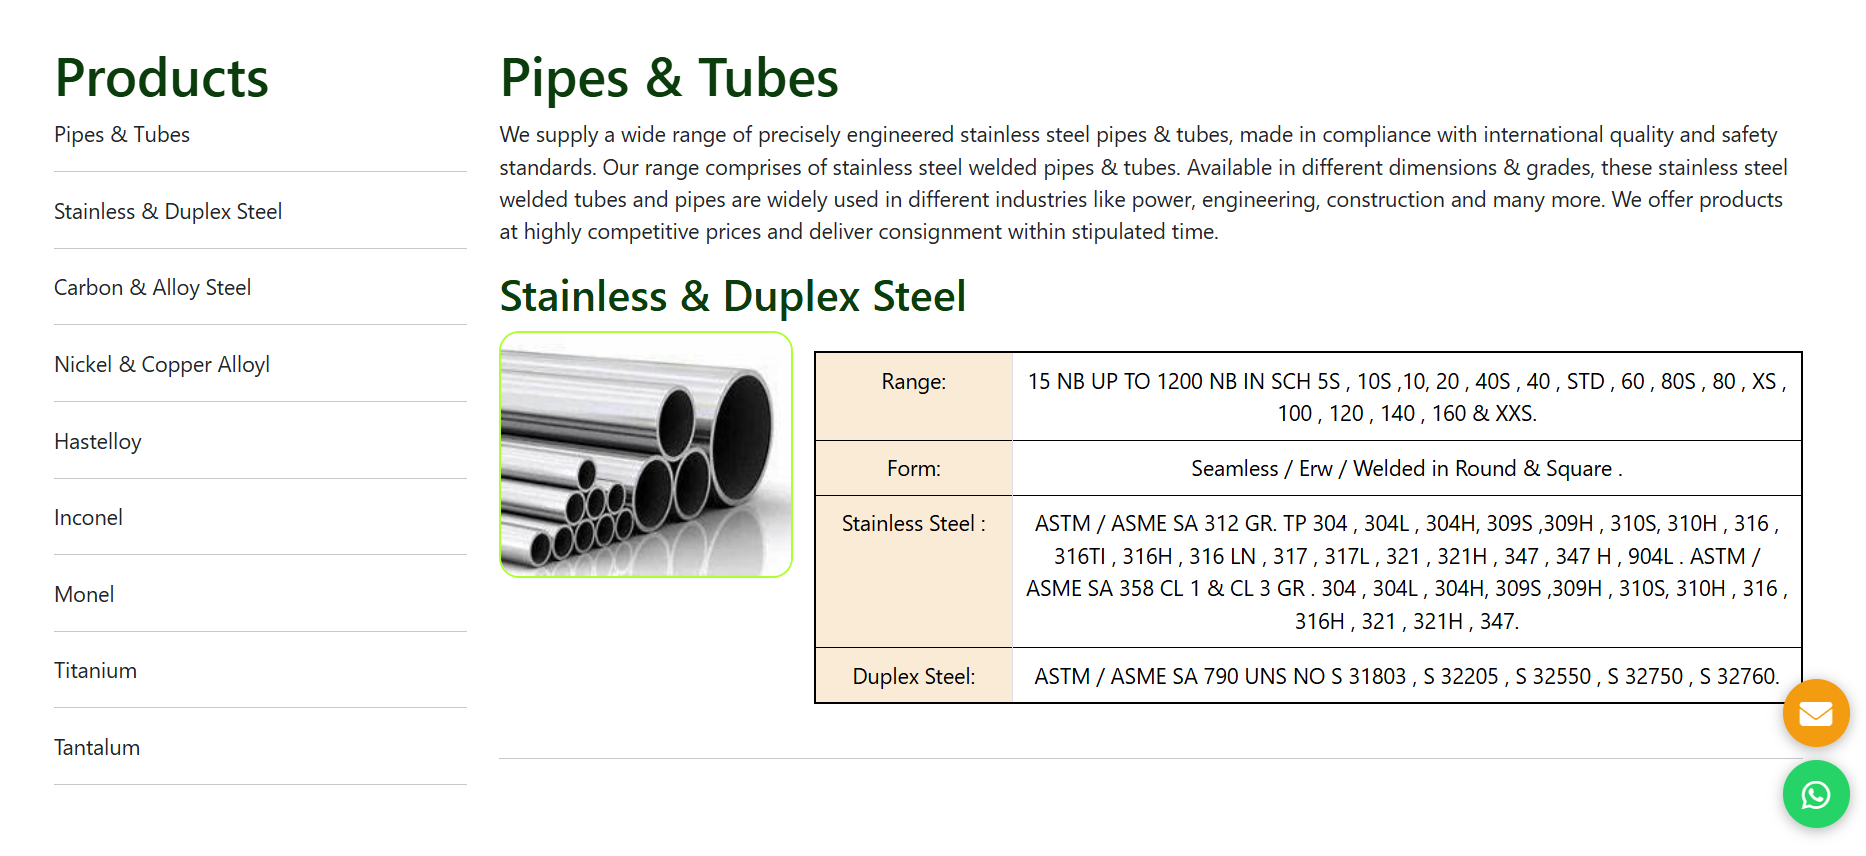 Products
Pipes & Tubes
Stainless & Duplex Steel
Carbon & Alloy Steel
Nickel & Copper Alloyl
Hastelloy
Inconel
Monel
Titanium
Tantalum
Pipes & Tubes
We supply a wide range of precisely engineered stainless steel pipes & tubes, made in compliance with international quality and safety
standards. Our range comprises of stainless steel welded pipes & tubes. Available in different dimensions & grades, these stainless steel
welded tubes and pipes are widely used in different industries like power, engineering, construction and many more. We offer products
at highly competitive prices and deliver consignment within stipulated time.
Stainless & Duplex Steel
Range:
15 NB UP TO 1200 NB IN SCH 5S , 10S ,10, 20 , 40S , 40 , STD , 60 , 80S , 80 , XS ,
100 , 120 , 140 , 160 & XXS.
Form:
Seamless / Erw / Welded in Round & Square .
Stainless Steel :
ASTM / ASME SA 312 GR. TP 304 , 304L , 304H, 309S ,309H , 310S, 310H , 316 ,
316TI , 316H , 316 LN , 317 , 317L , 321 , 321H , 347 , 347 H , 904L . ASTM /
ASME SA 358 CL 1 & CL 3 GR . 304 , 304L , 304H, 309S ,309H , 310S, 310H , 316 ,
316H , 321 , 321H , 347.
Duplex Steel:
ASTM / ASME SA 790 UNS NO S 31803 , S 32205 , S 32550 , S 32750 , S 32760.